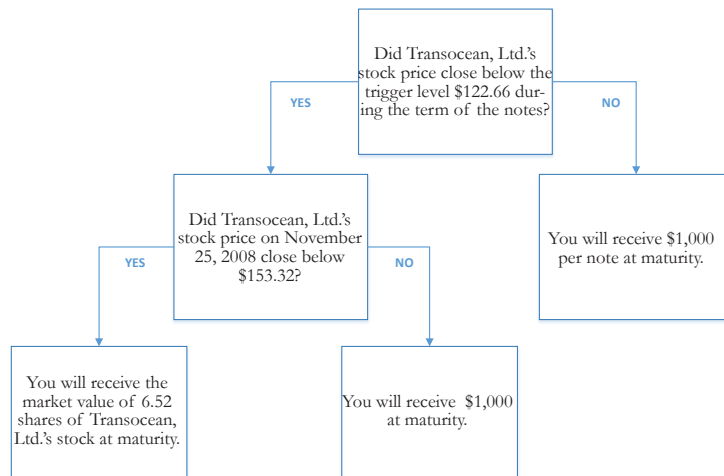 Did Transocean, Ltd.'s
stock price close below the
trigger level $122.66 dur-
ing the term of the notes?
YES
NO
Did Transocean, Ltd.'s
stock price on November
25, 2008 close below
$153.32?
You will receive $1,000
per note at maturity.
YES
NO
You will receive the
market value of 6.52
shares of Transocean,
Ltd.'s stock at maturity.
You will receive $1,000
at maturity.